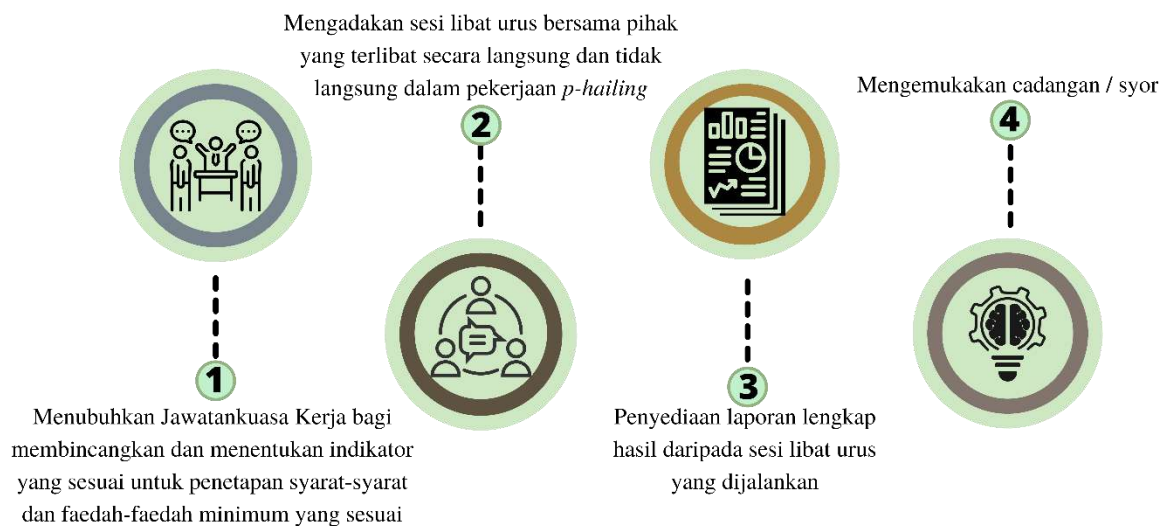 1
Menubuhkan Jawatankuasa Kerja bagi
membincangkan dan menentukan indikator
yang sesuai untuk penetapan syarat-syarat
dan faedah-faedah minimum yang sesuai
Mengadakan sesi libat urus bersama pihak
yang terlibat secara langsung dan tidak
langsung dalam pekerjaan p-hailing
2
3
Penyediaan laporan lengkap
hasil daripada sesi libat urus
yang dijalankan
Mengemukakan cadangan / syor
4